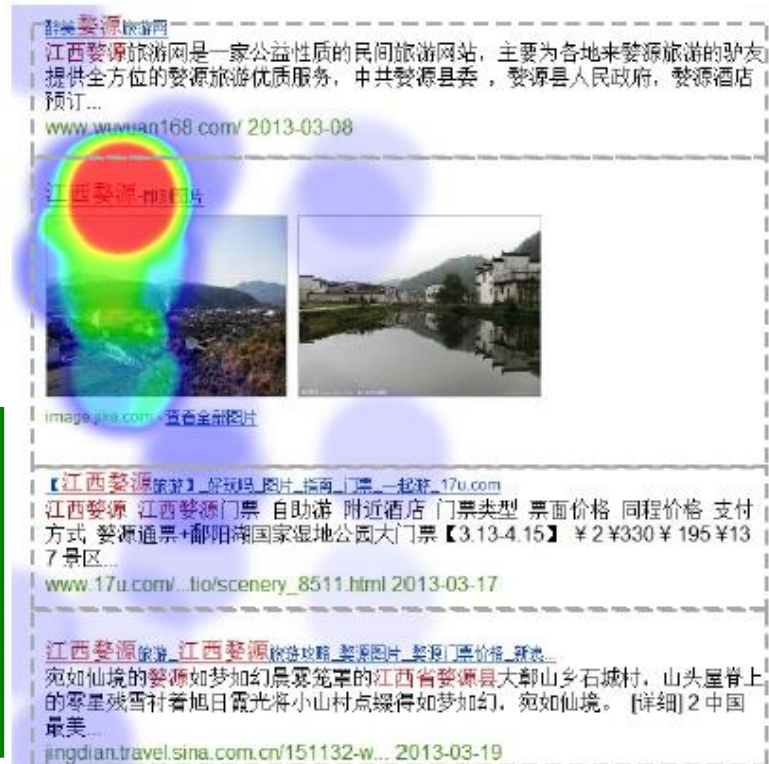 醉美婺源旅游网
江西婺源旅游网是一家公益性质的民间旅游网站，主要为各地来婺源旅游的驴友
提供全方位的婺源旅游优质服务，中共婺源县委 ，婺源县人民政府，婺源酒店
预订...
www.wuyuan168.com/ 2013-03-08
江西婺源-即刻图片
image.jike.com - 查看全部图片
【江西婺源旅游】_好玩吗_图片_指南_门票_一起游_17u.com
江西婺源 江西婺源门票 自助游 附近酒店 门票类型 票面价格 同程价格 支付
方式 婺源通票+鄱阳湖国家湿地公园大门票【3.13-4.15】 ￥2 ¥330 ¥ 195 ¥13
7 景区...
www.17u.com/...tio/scenery_8511.html 2013-03-17
江西婺源旅游_江西婺源旅游攻略_婺源图片_婺源门票价格_新浪...
宛如仙境的婺源如梦如幻晨雾笼罩的江西省婺源县大鄣山乡石城村，山头屋脊上
的零星残雪衬着旭日霞光将小山村点缀得如梦如幻，宛如仙境。 [详细] 2 中国
最美...
jingdian.travel.sina.com.cn/151132-w... 2013-03-19